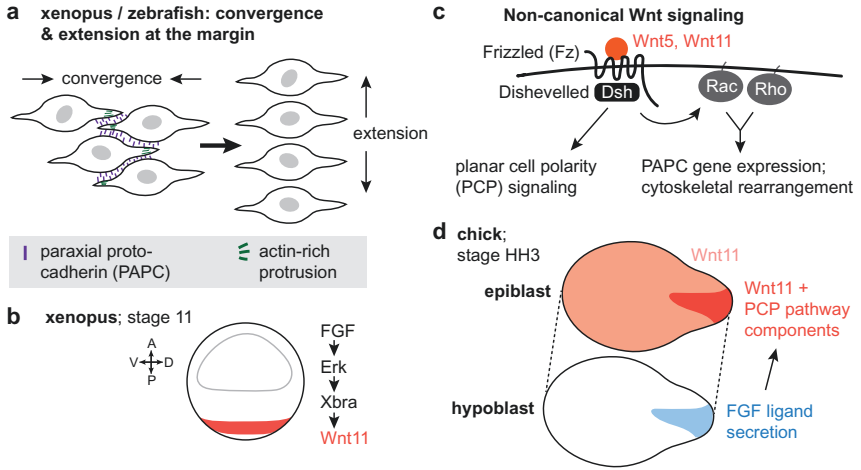 a xenopus / zebrafish: convergence
& extension at the margin
convergence
extension
paraxial proto-
cadherin (PAPC)
actin-rich
protrusion
b xenopus; stage 11
A
V D
P
FGF
Erk
Xbra
Wnt11
c Non-canonical Wnt signaling
Wnt5, Wnt11
Frizzled (Fz)
Dishevelled Dsh
Rac Rho
planar cell polarity
(PCP) signaling
PAPC gene expression;
cytoskeletal rearrangement
d chick;
stage HH3
Wnt11
epiblast
Wnt11 +
PCP pathway
components
hypoblast
FGF ligand
secretion